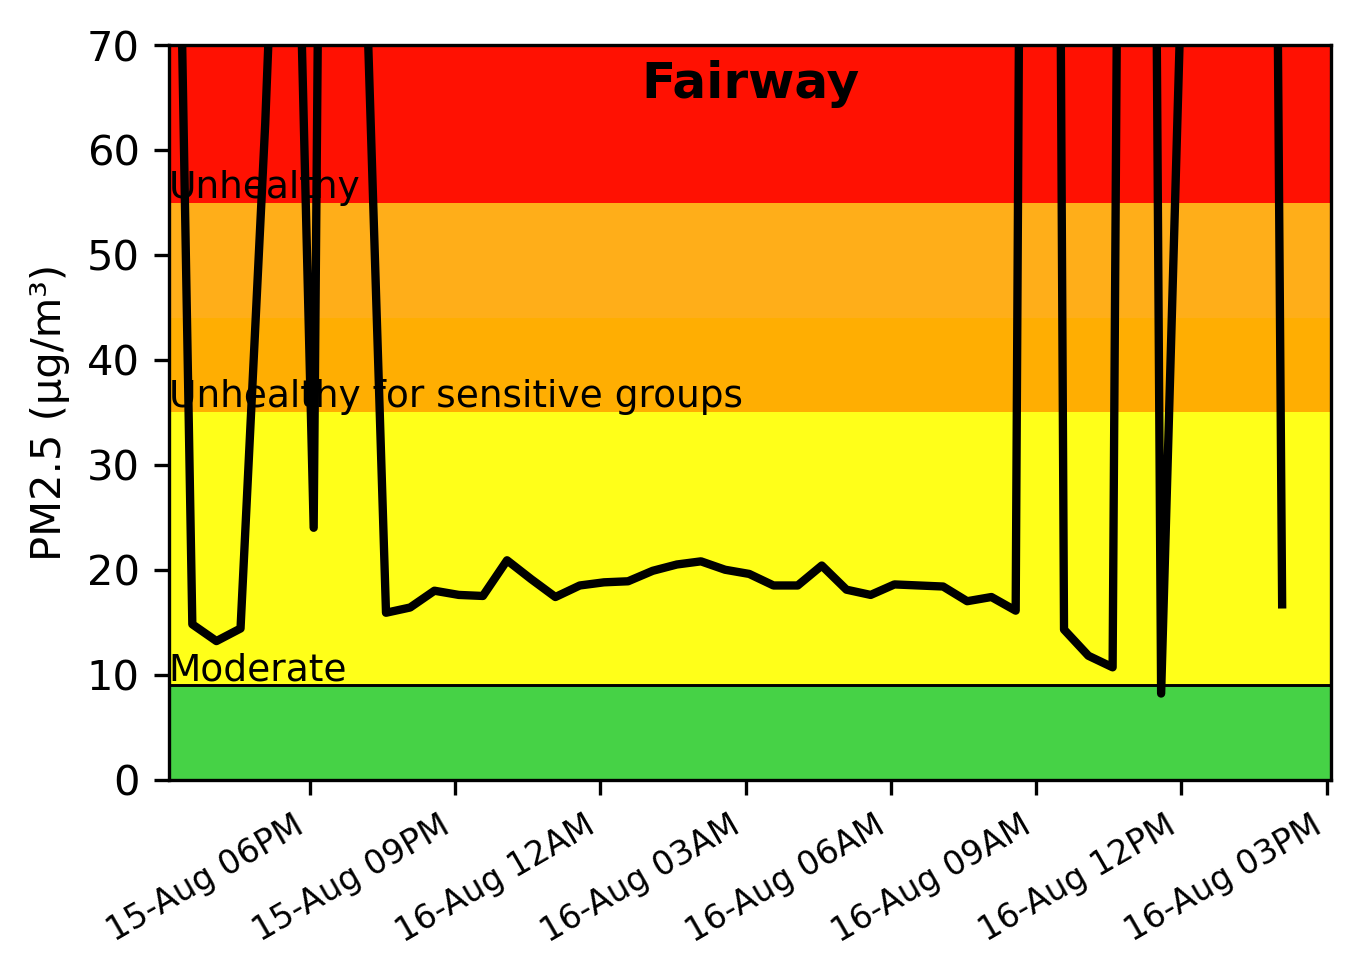 Fairway
PM2.5 (µg/m³)
70
60
50
40
30
20
10
0
Unhealthy
Unhealthy for sensitive groups
Moderate
15-Aug 06PM
15-Aug 09PM
16-Aug 12AM
16-Aug 03AM
16-Aug 06AM
16-Aug 09AM
16-Aug 12PM
16-Aug 03PM